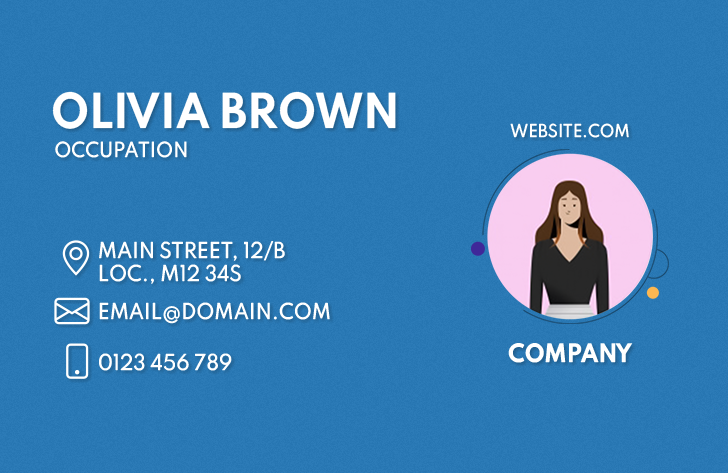 OLIVIA BROWN
OCCUPATION
MAIN STREET, 12/B
LOC., M12 34S
EMAIL@DOMAIN.COM
0123 456 789
WEBSITE.COM
COMPANY